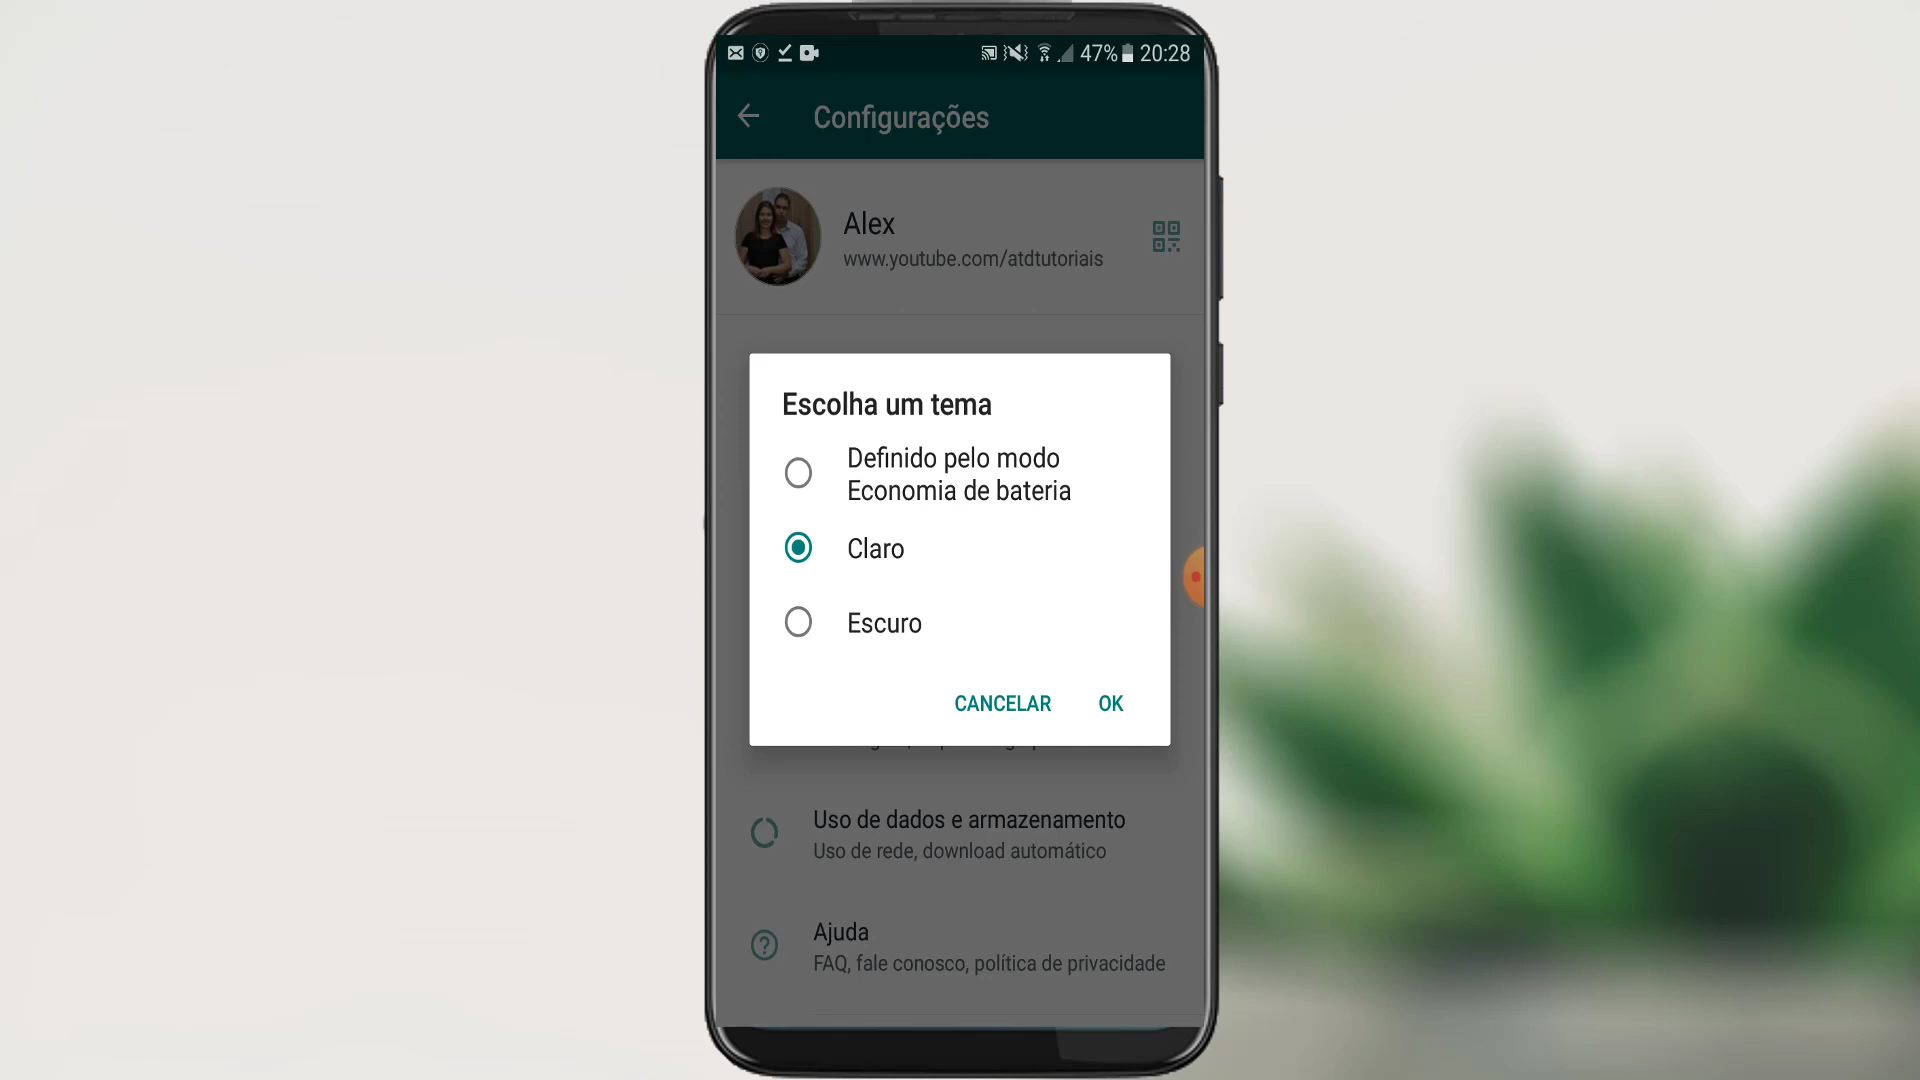 47% 20:28
Configurações
Alex
www.youtube.com/atdtutoriais
Escolha um tema
Definido pelo modo
Economia de bateria
Claro
Escuro
CANCELAR OK
Uso de dados e armazenamento
Uso de rede, download automático
Ajuda
FAQ, fale conosco, política de privacidade